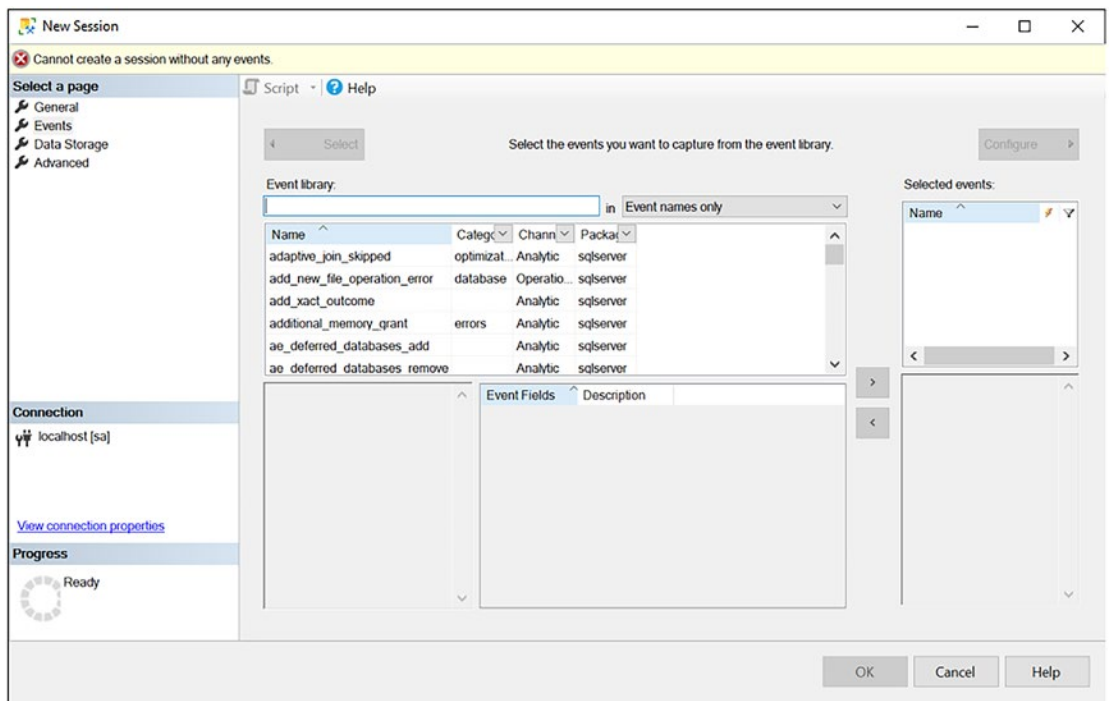 New Session
Cannot create a session without any events.
Select a page
General
Events
Data Storage
Advanced
Script
Help
Select
Select the events you want to capture from the event library.
Configure
Event library:
in Event names only
Name Catego Chann Packag
adaptive_join_skipped optimizat... Analytic sqlserver
add_new_file_operation_error database Operatio... sqlserver
add_xact_outcome Analytic sqlserver
additional_memory_grant errors Analytic sqlserver
ae_deferred_databases_add Analytic sqlserver
ae_deferred_databases_remove Analytic sqlserver
Selected events:
Name
Event Fields Description
Connection
localhost [sa]
View connection properties
Progress
Ready
OK Cancel Help